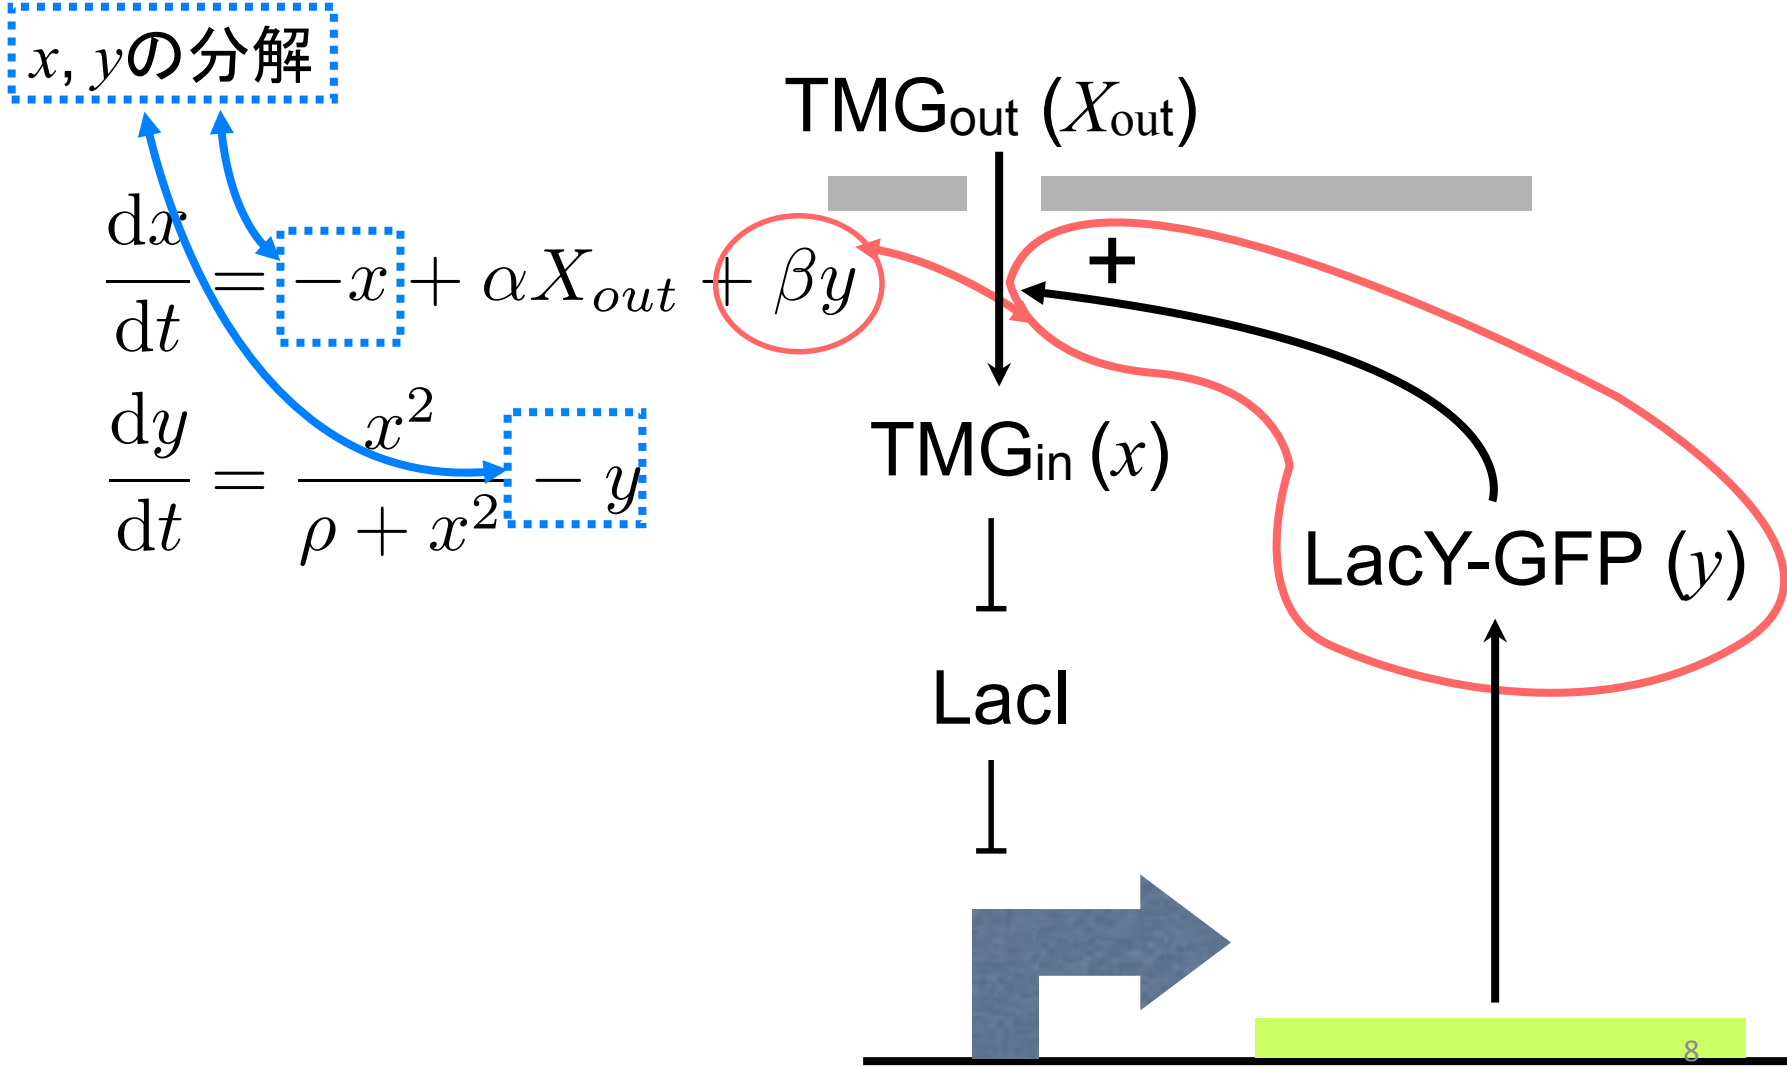 x, yの分解
dx/dt = −x + αX_out + βy
dy/dt = x²/(ρ + x²) − y
TMGout (Xout)
+
TMGin (x)
LacY-GFP (y)
LacI
8